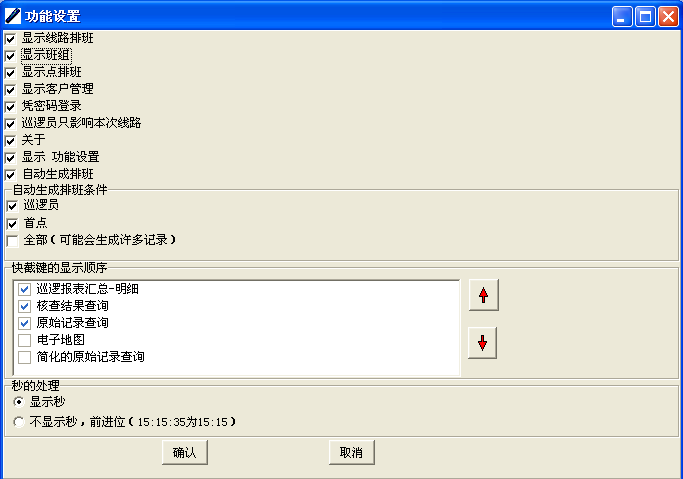 功能设置
显示线路排班
显示班组
显示点排班
显示客户管理
凭密码登录
巡逻员只影响本次线路
关于
显示 功能设置
自动生成排班
自动生成排班条件
巡逻员
首点
全部(可能会生成许多记录)
快截键的显示顺序
巡逻报表汇总-明细
核查结果查询
原始记录查询
电子地图
简化的原始记录查询
秒的处理
显示秒
不显示秒,前进位(15:15:35为15:15)
确认 取消